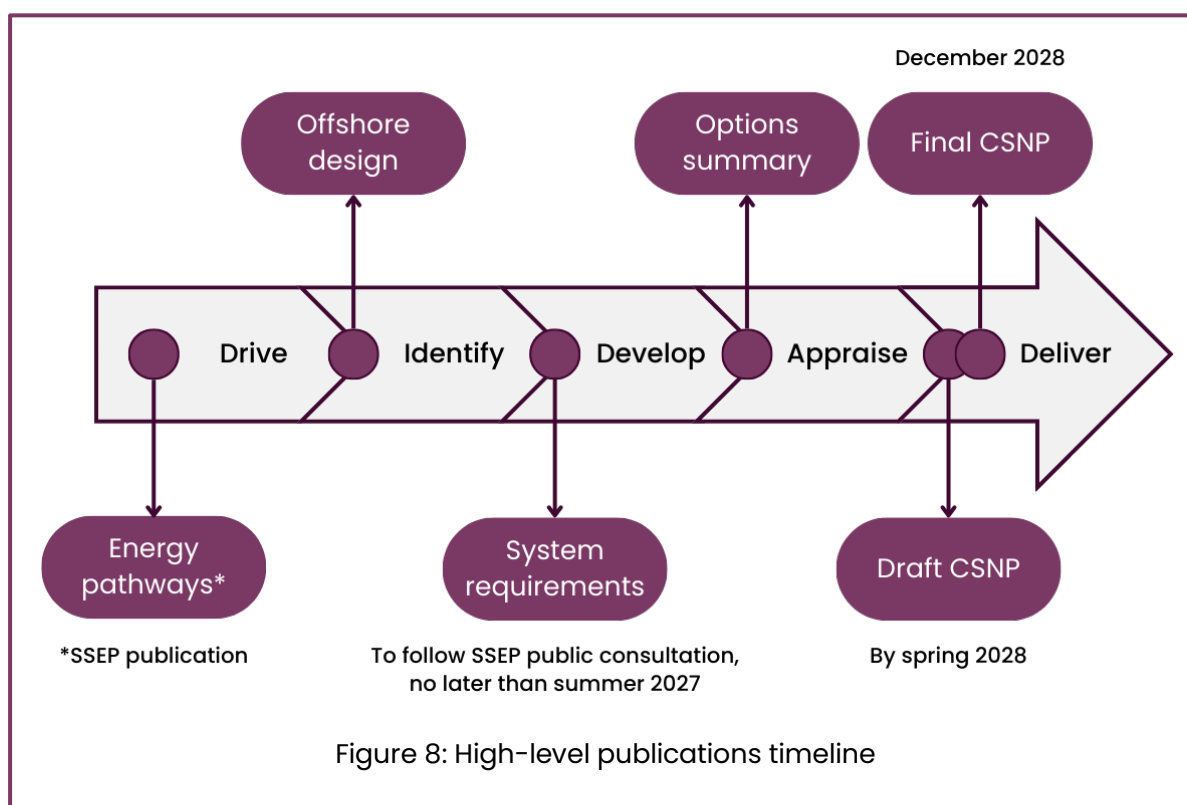 December 2028
Offshore
design
Options
summary
Final CSNP
Drive
Identify
Develop
Appraise
Deliver
Energy
pathways*
System
requirements
Draft CSNP
*SSEP publication
To follow SSEP public consultation,
no later than summer 2027
By spring 2028
Figure 8: High-level publications timeline